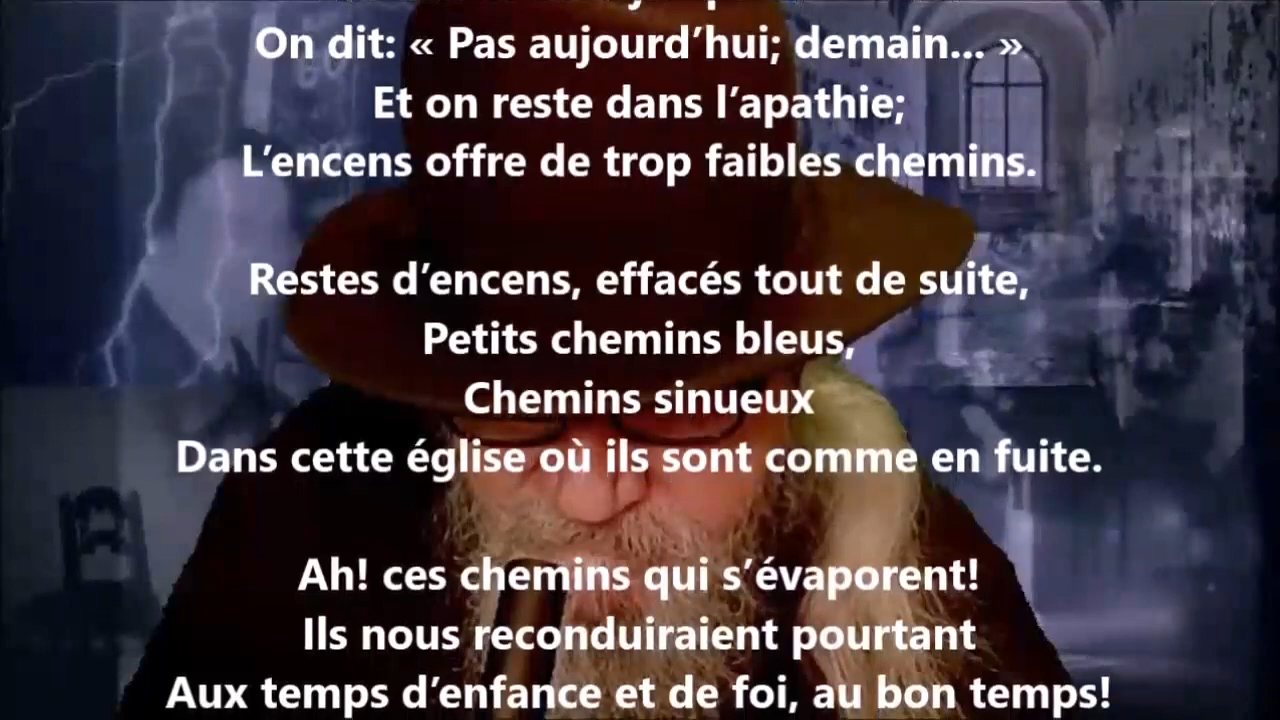 On dit: « Pas aujourd’hui; demain... »
Et on reste dans l’apathie;
L’encens offre de trop faibles chemins.
Restes d’encens, effacés tout de suite,
Petits chemins bleus,
Chemins sinueux
Dans cette église où ils sont comme en fuite.
Ah! ces chemins qui s’évaporent!
Ils nous reconduiraient pourtant
Aux temps d’enfance et de foi, au bon temps!